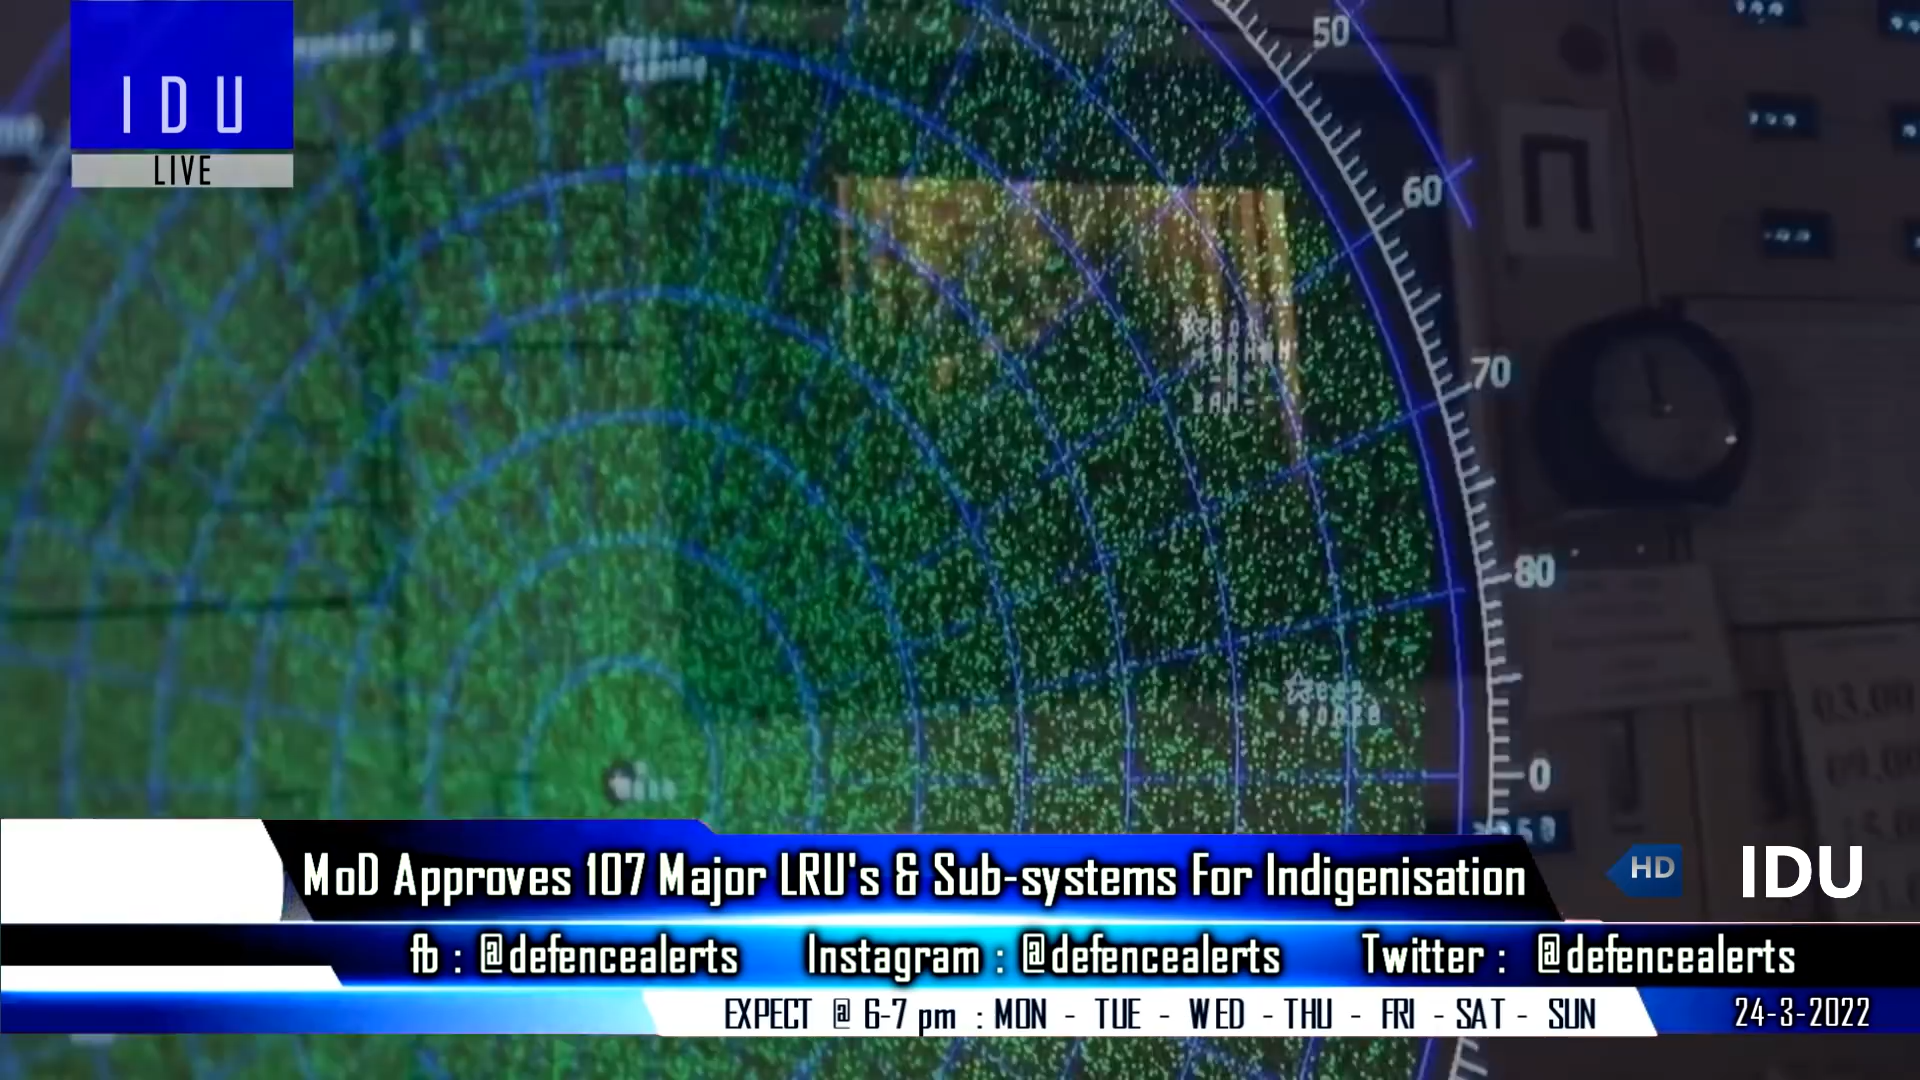 IDU
LIVE
50
60
70
80
0
MoD Approves 107 Major LRU's & Sub-systems For Indigenisation
HD
IDU
fb : @defencealerts Instagram : @defencealerts Twitter : @defencealerts
EXPECT @ 6-7 pm : MON - TUE - WED - THU - FRI - SAT - SUN
24-3-2022